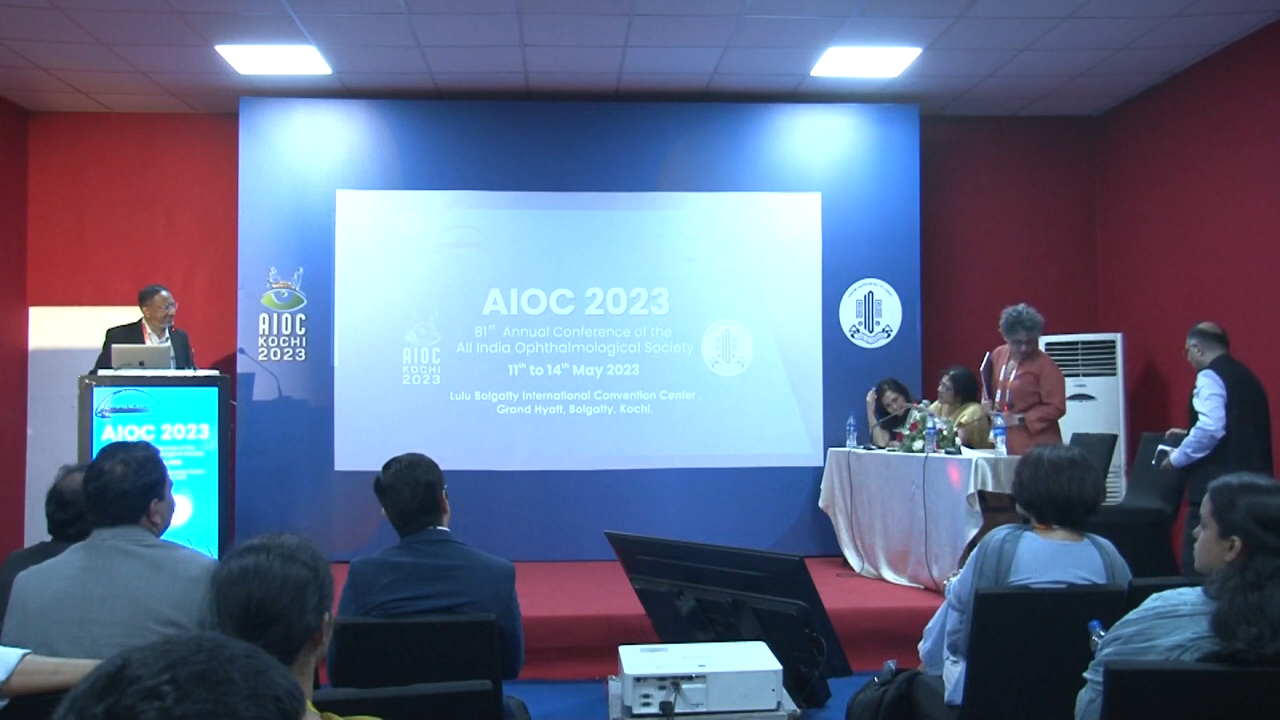 AIOC
KOCHI
2023
AIOC 2023
81ST Annual Conference of the
All India Ophthalmological Society
11th to 14th May 2023
Lulu Bolgatty International Convention Center,
Grand Hyatt, Bolgatty, Kochi,
AIOC
KOCHI
2023
AIOC 2023